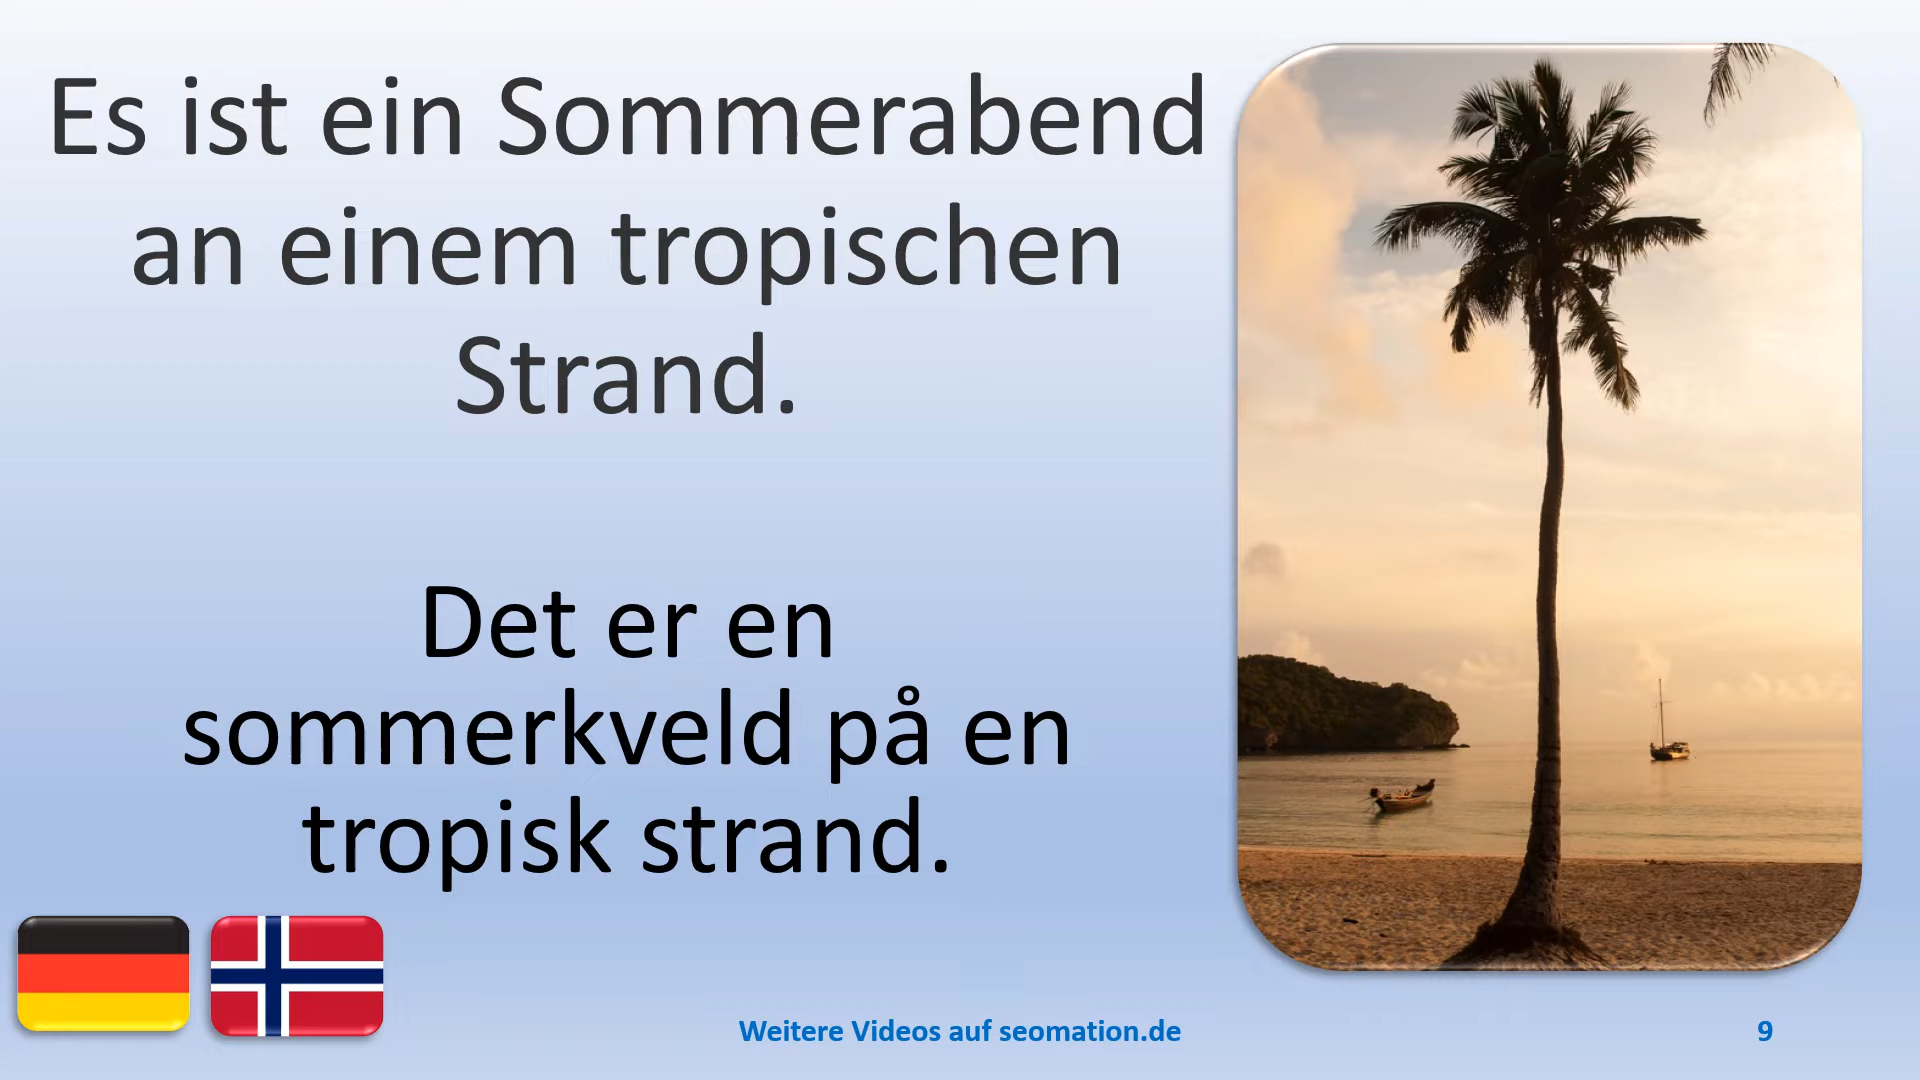 Es ist ein Sommerabend
an einem tropischen
Strand.
Det er en
sommerkveld på en
tropisk strand.
Weitere Videos auf seomation.de
9